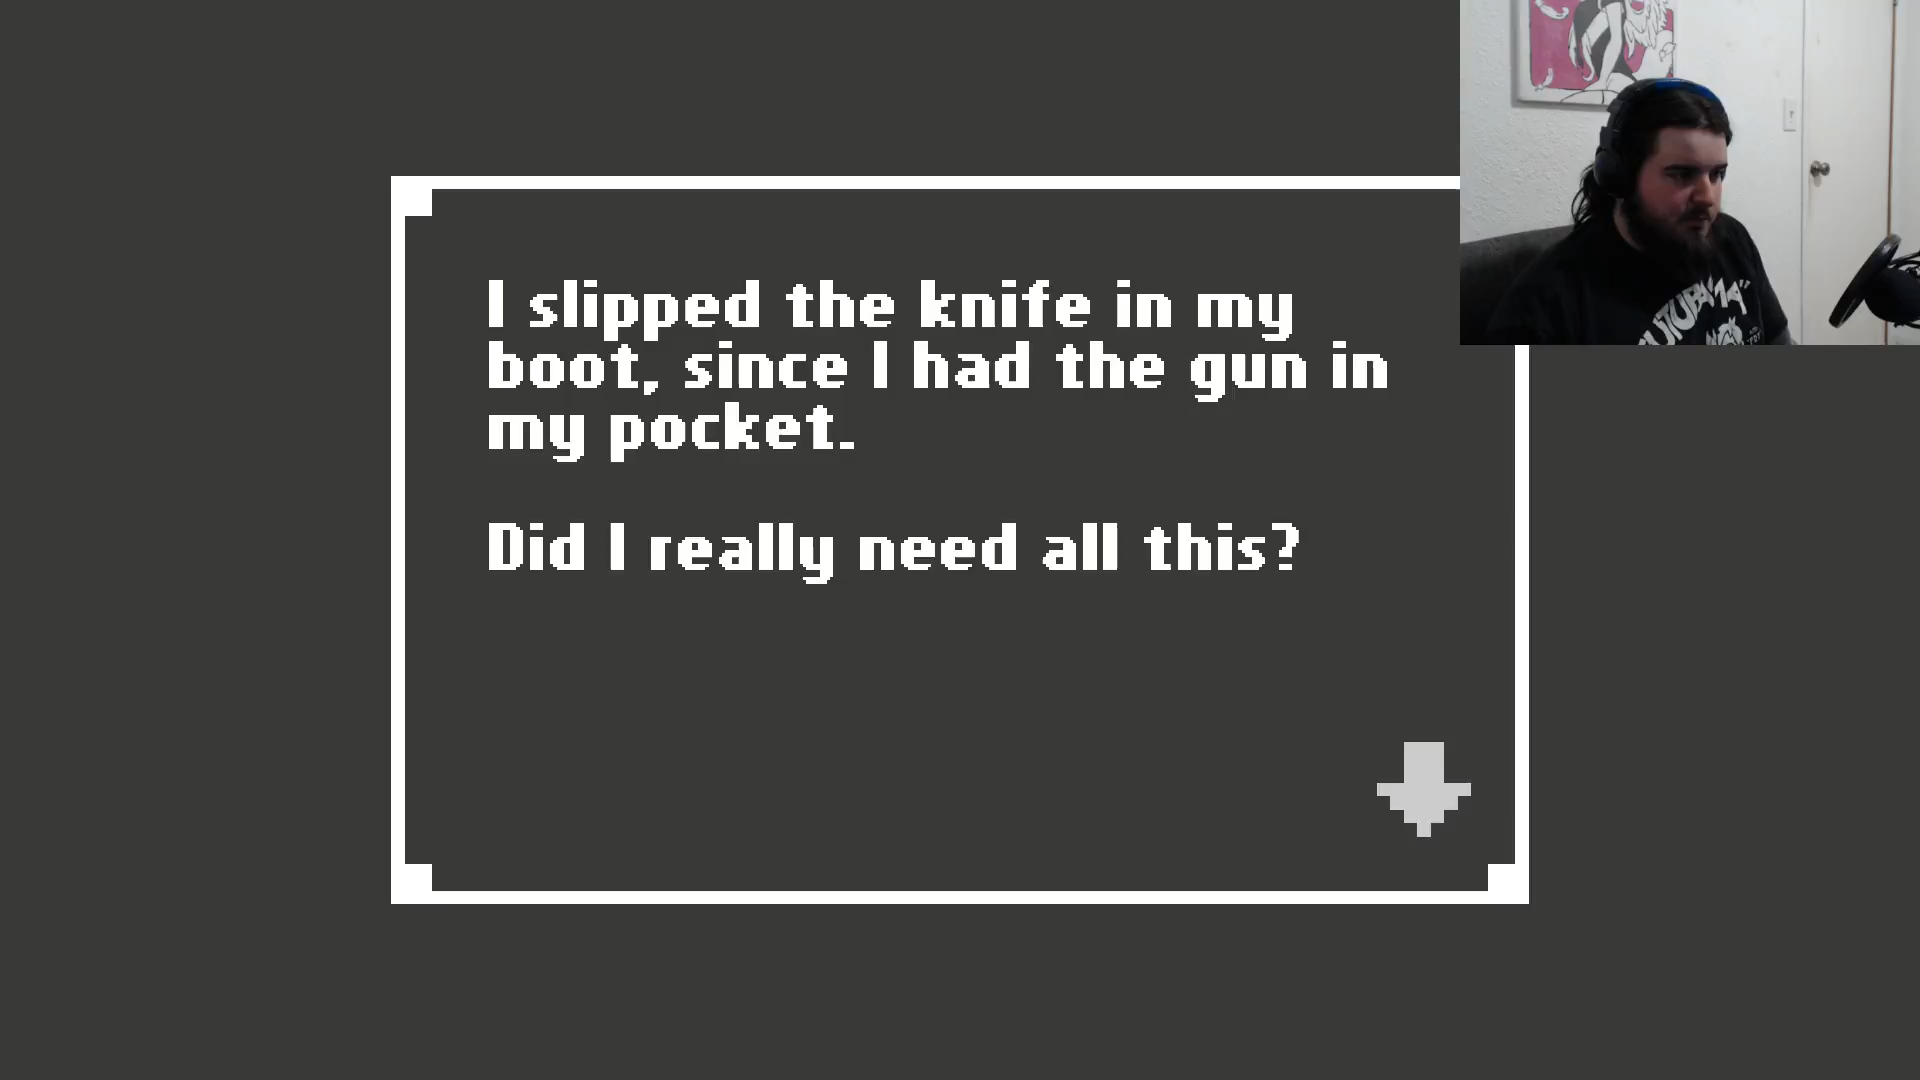 I slipped the knife in my
boot, since I had the gun in
my pocket.
Did I really need all this?